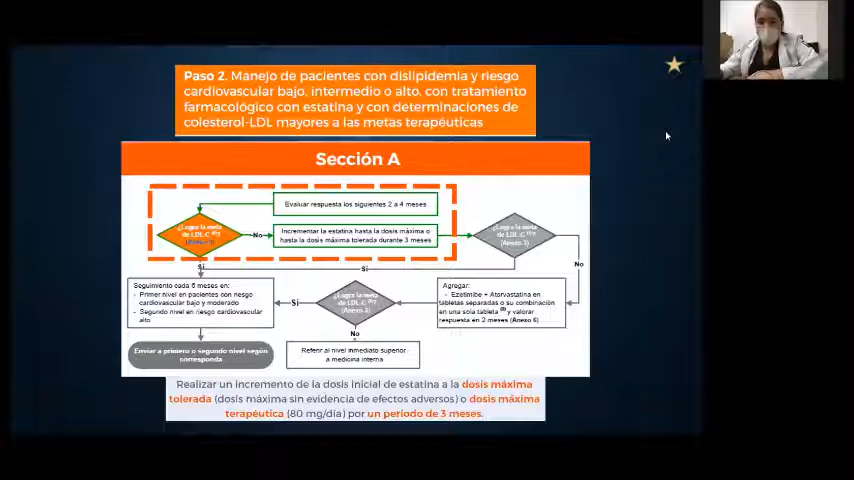 Paso 2. Manejo de pacientes con dislipidemia y riesgo
cardiovascular bajo, intermedio o alto, con tratamiento
farmacológico con estatina y con determinaciones de
colesterol-LDL mayores a las metas terapéuticas
Sección A
Evaluar respuesta los siguientes 2 a 4 meses
¿Logra la meta
de LDL-C
(Anexo 3)
No
Incrementar la estatina hasta la dosis máxima o
hasta la dosis máxima tolerada durante 3 meses
¿Logra la meta
de LDL-C
(Anexo 3)
Si
Si
No
Seguimiento cada 6 meses en:
- Primer nivel en pacientes con riesgo
cardiovascular bajo y moderado
- Segundo nivel en riesgo cardiovascular
alto
Si
¿Logra la meta
de LDL-C
(Anexo 3)
Agregar:
- Ezetimibe + Atorvastatina en
tabletas separadas o su combinación
en una sola tableta y valorar
respuesta en 2 meses (Anexo 6)
No
Enviar a primero o segundo nivel según
corresponda
Referir al nivel inmediato superior
a medicina interna
Realizar un incremento de la dosis inicial de estatina a la dosis máxima
tolerada (dosis máxima sin evidencia de efectos adversos) o dosis máxima
terapéutica (80 mg/día) por un periodo de 3 meses.